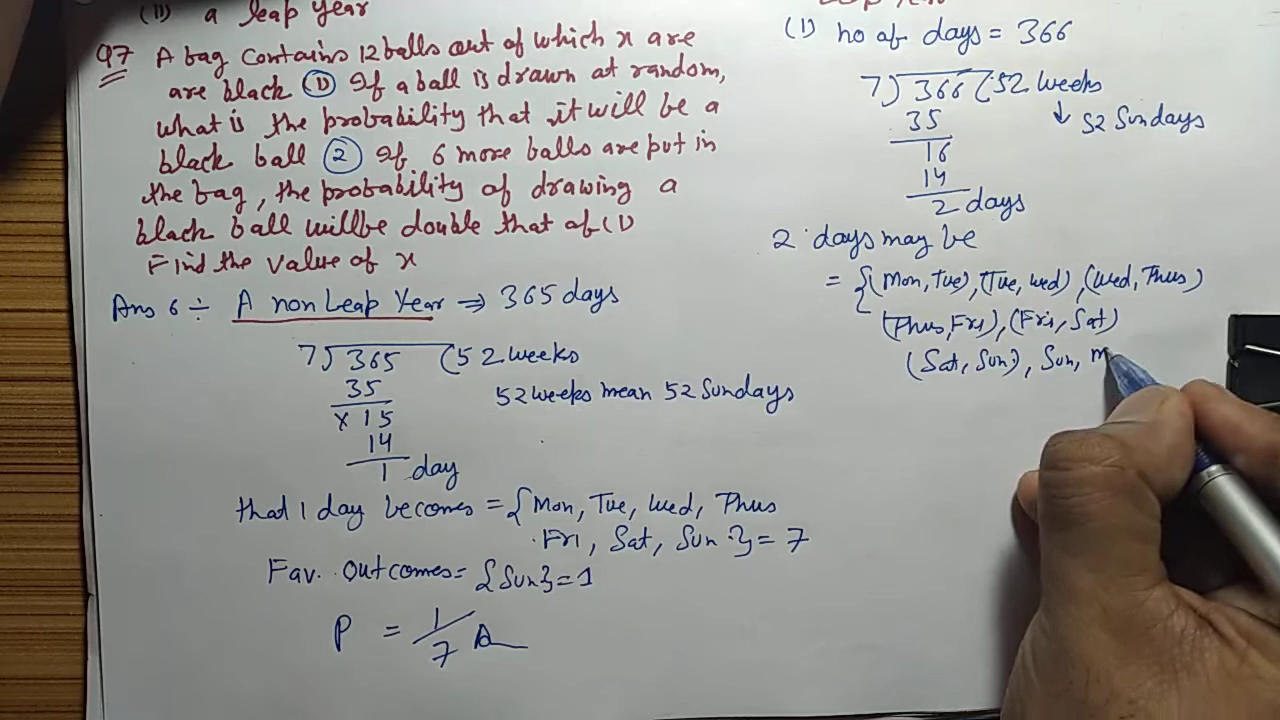 (II) a leap year
Q7 A bag contains 12 balls out of which x are
are black (1) If a ball is drawn at random,
what is the probability that it will be a
black ball (2) If 6 more balls are put in
the bag, the probability of drawing a
black ball will be double that of (1)
Find the value of x
Ans 6 ÷ A non Leap Year ⇒ 365 days
7) 365 (52 weeks
35
x 15
14
1 day
52 weeks mean 52 Sundays
that 1 day becomes = {Mon, Tue, Wed, Thus
Fri, Sat, Sun } = 7
Fav. outcomes = {Sun} = 1
P = 1/7 A
(1) no of days = 366
7) 366 (52 weeks
↓ 52 Sundays
35
16
14
2 days
2 days may be
= {(Mon, Tue), (Tue, Wed), (Wed, Thus)
(Thus, Fri), (Fri, Sat)
(Sat, Sun), Sun, M